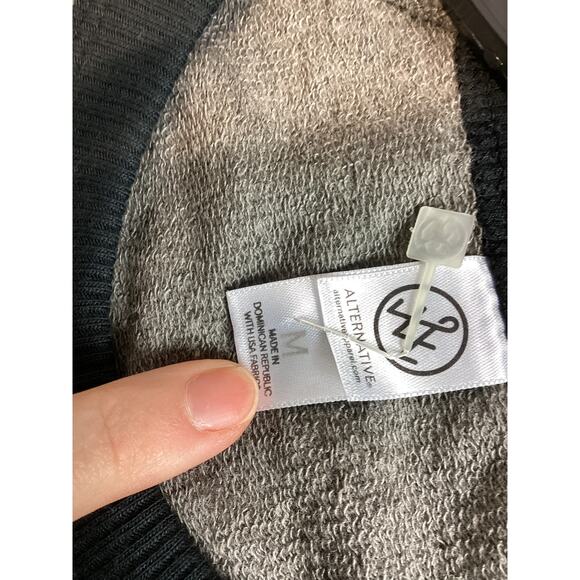 MADE IN
DOMINICAN REPUBLIC
WITH USA FABRIC
M
ALTERNATIVE®
alternativeapparel.com